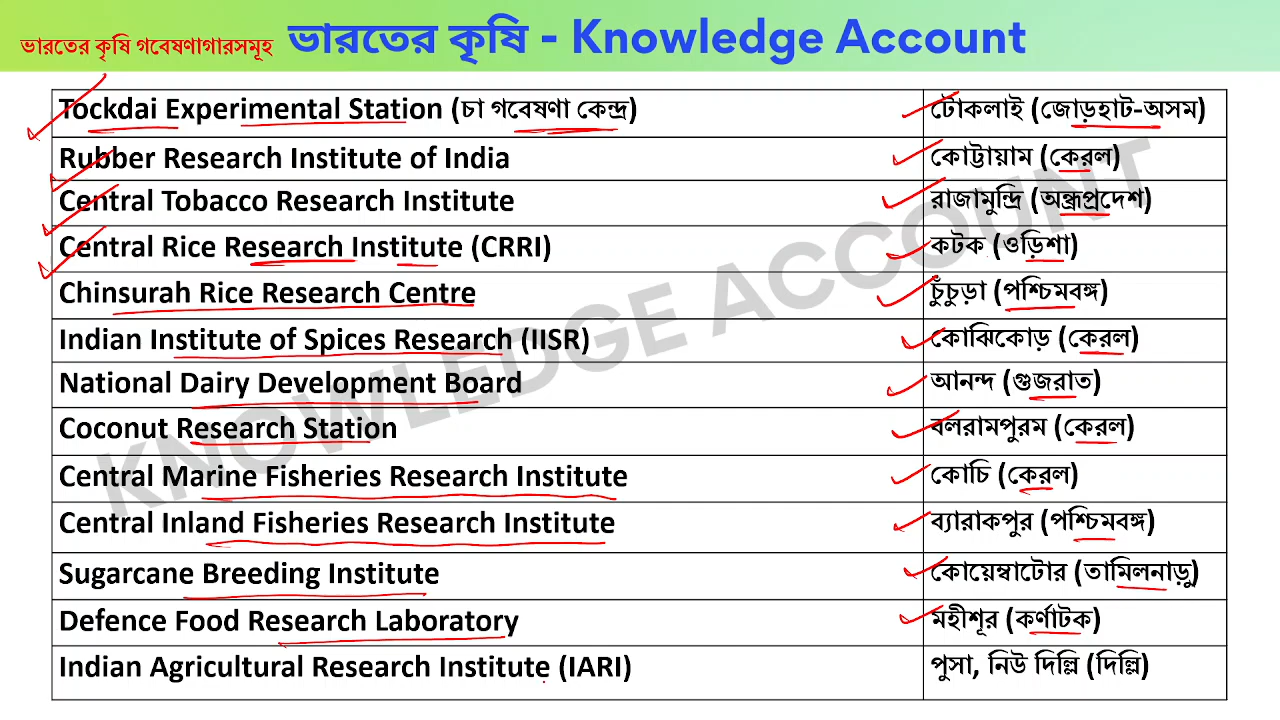 ভারতের কৃষি গবেষণাগারসমূহ ভারতের কৃষি - Knowledge Account
Tockdai Experimental Station (চা গবেষণা কেন্দ্র) টোকলাই (জোড়হাট-অসম)
Rubber Research Institute of India কোট্টায়াম (কেরল)
Central Tobacco Research Institute রাজামুন্দ্রি (অন্ধ্রপ্রদেশ)
Central Rice Research Institute (CRRI) কটক (ওড়িশা)
Chinsurah Rice Research Centre চুঁচুড়া (পশ্চিমবঙ্গ)
Indian Institute of Spices Research (IISR) কোঝিকোড় (কেরল)
National Dairy Development Board আনন্দ (গুজরাত)
Coconut Research Station বলরামপুরম (কেরল)
Central Marine Fisheries Research Institute কোচি (কেরল)
Central Inland Fisheries Research Institute ব্যারাকপুর (পশ্চিমবঙ্গ)
Sugarcane Breeding Institute কোয়েম্বাটোর (তামিলনাড়ু)
Defence Food Research Laboratory মহীশূর (কর্ণাটক)
Indian Agricultural Research Institute (IARI) পুসা, নিউ দিল্লি (দিল্লি)
KNOWLEDGE ACCOUNT